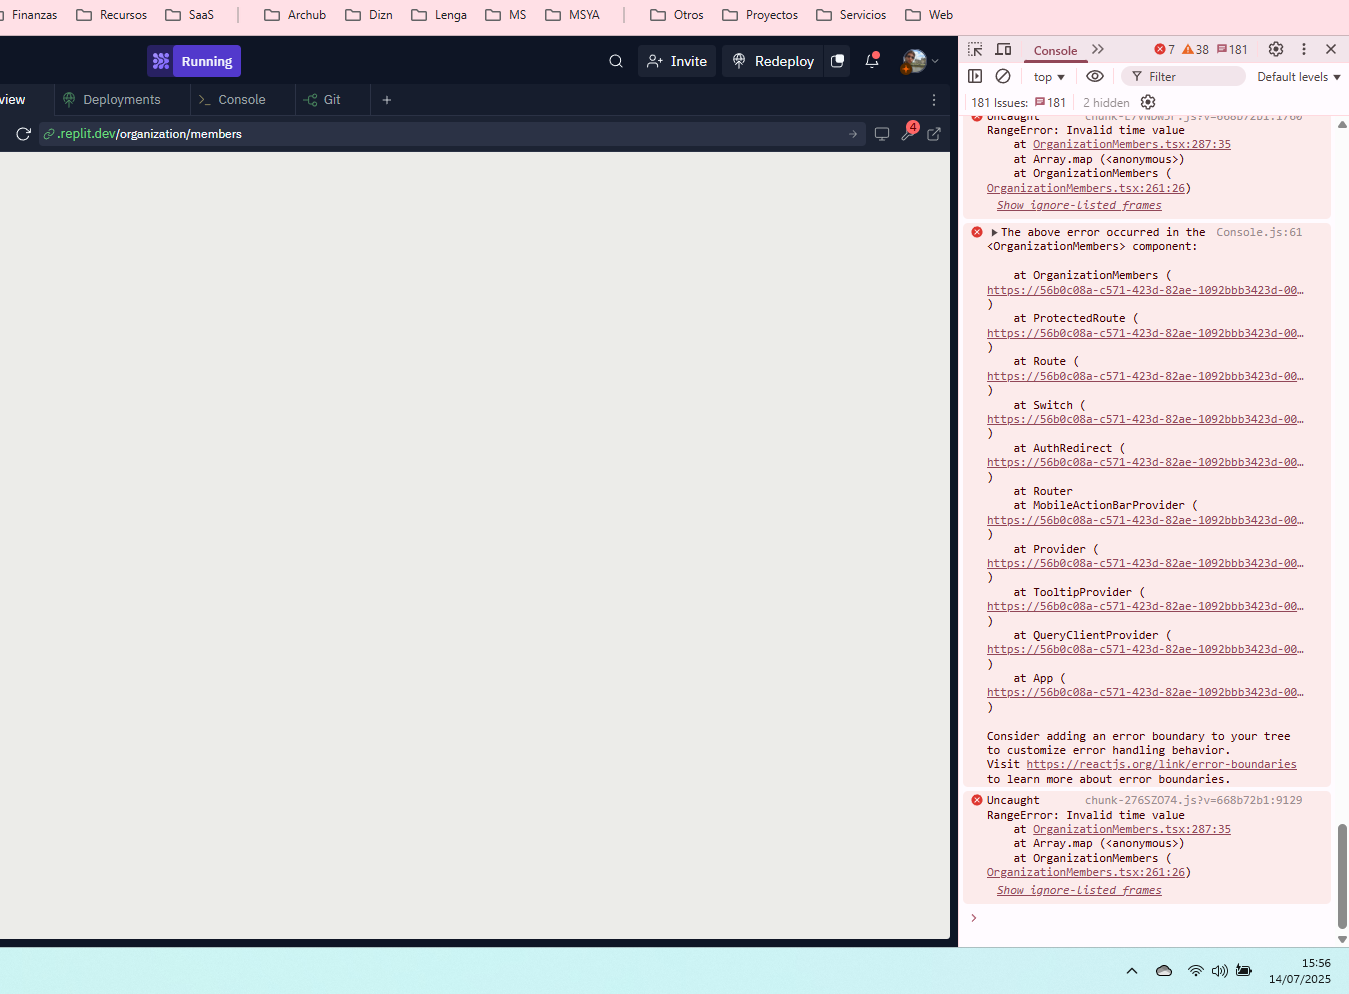 Finanzas Recursos SaaS Archub Dizn Lenga MS MSYA Otros Proyectos Servicios Web
Running Invite Redeploy
view Deployments Console Git
.replit.dev/organization/members 4
Console 7 38 181
top Filter Default levels
181 Issues: 181 2 hidden
Uncaught
RangeError: Invalid time value
at OrganizationMembers.tsx:287:35
at Array.map (<anonymous>)
at OrganizationMembers (
OrganizationMembers.tsx:261:26)
Show ignore-listed frames
The above error occurred in the Console.js:61
<OrganizationMembers> component:
at OrganizationMembers (
https://56b0c08a-c571-423d-82ae-1092bbb3423d-00…
)
at ProtectedRoute (
https://56b0c08a-c571-423d-82ae-1092bbb3423d-00…
)
at Route (
https://56b0c08a-c571-423d-82ae-1092bbb3423d-00…
)
at Switch (
https://56b0c08a-c571-423d-82ae-1092bbb3423d-00…
)
at AuthRedirect (
https://56b0c08a-c571-423d-82ae-1092bbb3423d-00…
)
at Router
at MobileActionBarProvider (
https://56b0c08a-c571-423d-82ae-1092bbb3423d-00…
)
at Provider (
https://56b0c08a-c571-423d-82ae-1092bbb3423d-00…
)
at TooltipProvider (
https://56b0c08a-c571-423d-82ae-1092bbb3423d-00…
)
at QueryClientProvider (
https://56b0c08a-c571-423d-82ae-1092bbb3423d-00…
)
at App (
https://56b0c08a-c571-423d-82ae-1092bbb3423d-00…
)
Consider adding an error boundary to your tree
to customize error handling behavior.
Visit https://reactjs.org/link/error-boundaries
to learn more about error boundaries.
Uncaught chunk-276SZO74.js?v=668b72b1:9129
RangeError: Invalid time value
at OrganizationMembers.tsx:287:35
at Array.map (<anonymous>)
at OrganizationMembers (
OrganizationMembers.tsx:261:26)
Show ignore-listed frames
15:56
14/07/2025